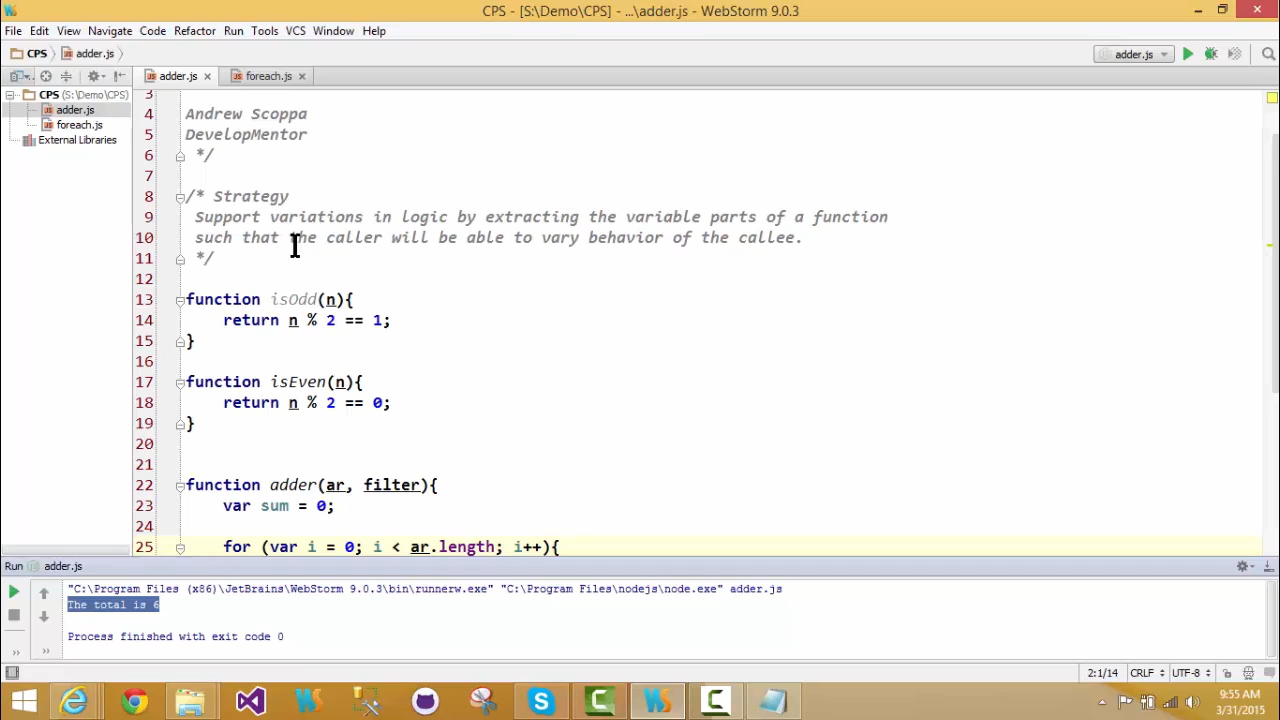 CPS - [S:\Demo\CPS] - ...\adder.js - WebStorm 9.0.3
File Edit View Navigate Code Refactor Run Tools VCS Window Help
CPS adder.js adder.js
adder.js foreach.js
CPS (S:\Demo\CPS)
adder.js
foreach.js
External Libraries
3
4 Andrew Scoppa
5 DevelopMentor
6 */
7
8 /* Strategy
9 Support variations in logic by extracting the variable parts of a function
10 such that the caller will be able to vary behavior of the callee.
11 */
12
13 function isOdd(n){
14 return n % 2 == 1;
15 }
16
17 function isEven(n){
18 return n % 2 == 0;
19 }
20
21
22 function adder(ar, filter){
23 var sum = 0;
24
25 for (var i = 0; i < ar.length; i++){
Run adder.js
"C:\Program Files (x86)\JetBrains\WebStorm 9.0.3\bin\runnerw.exe" "C:\Program Files\nodejs\node.exe" adder.js
The total is 6
Process finished with exit code 0
2:1/14 CRLF UTF-8
9:55 AM
3/31/2015